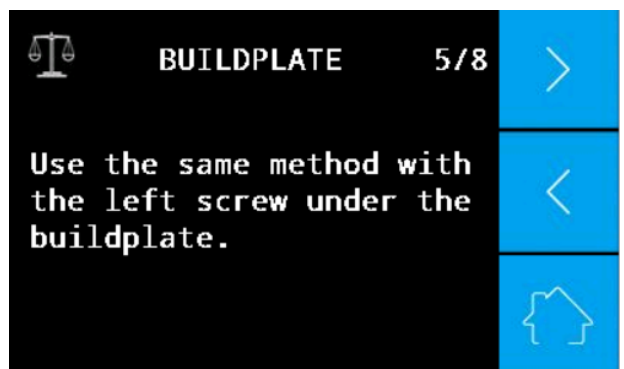 BUILDPLATE 5/8
Use the same method with
the left screw under the
buildplate.